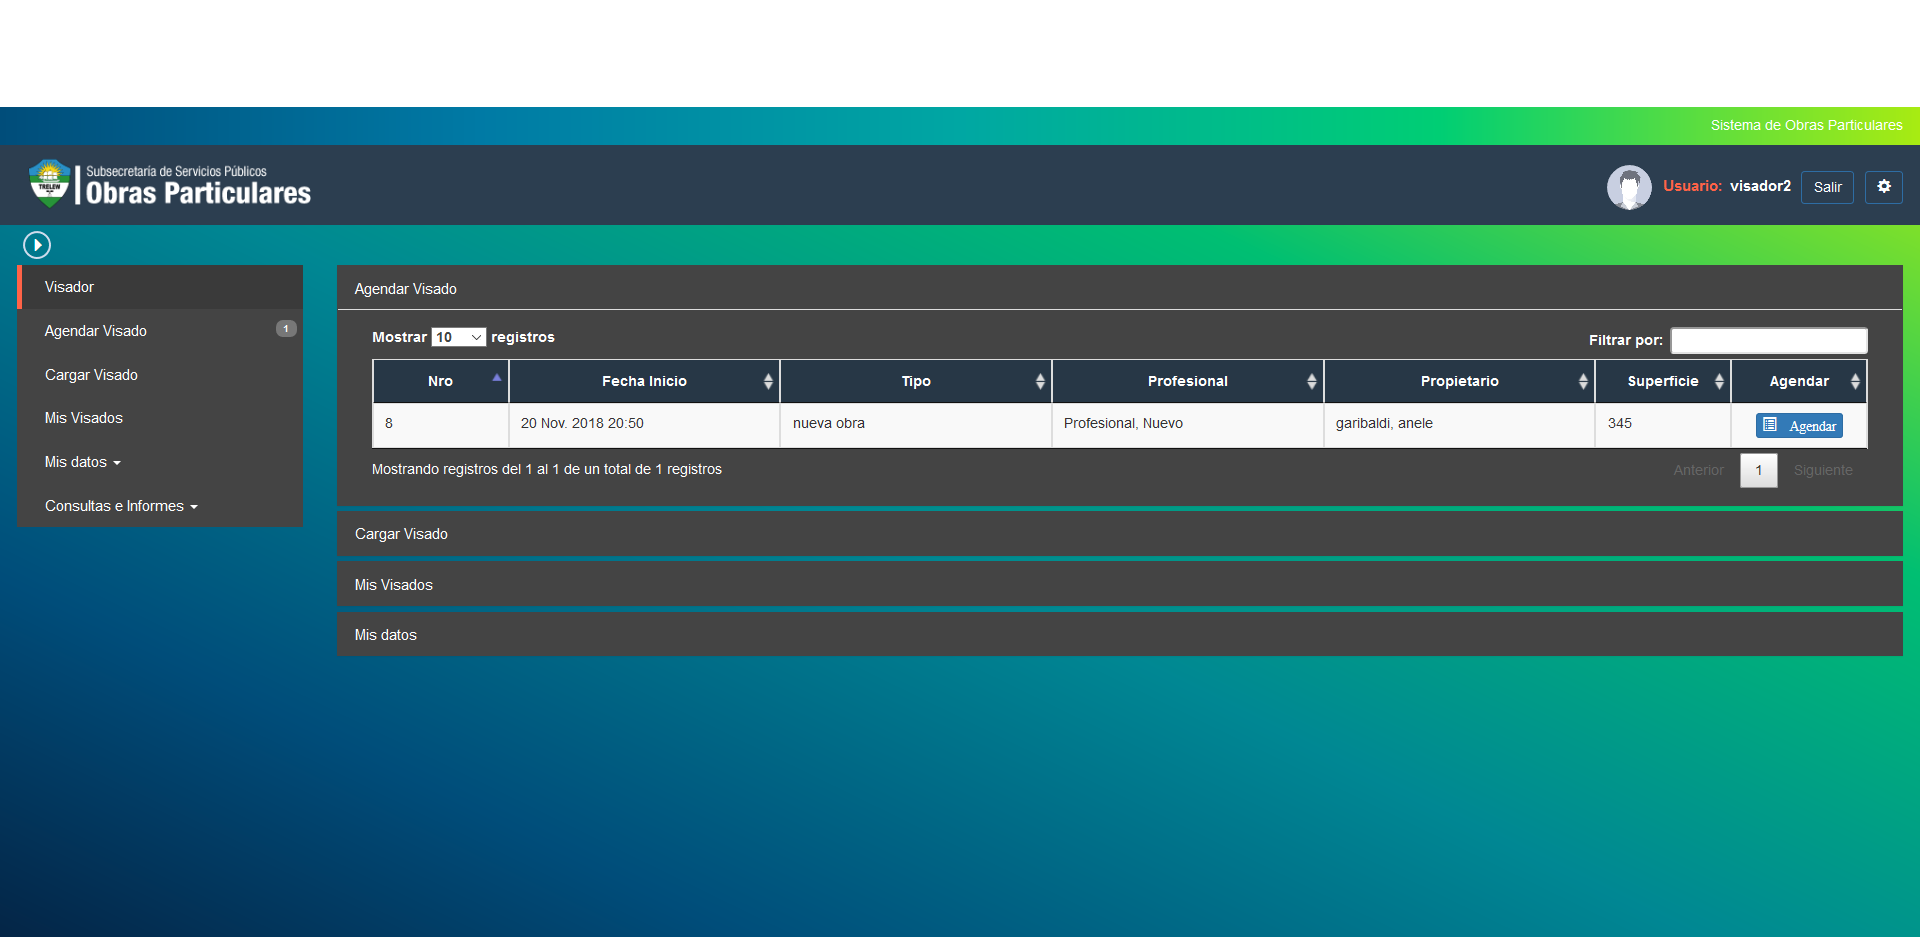 Sistema de Obras Particulares
TRELEW
Subsecretaría de Servicios Públicos
Obras Particulares
Usuario: visador2 Salir
Visador
Agendar Visado 1
Cargar Visado
Mis Visados
Mis datos
Consultas e Informes
Agendar Visado
Mostrar 10 registros
Filtrar por:
Nro Fecha Inicio Tipo Profesional Propietario Superficie Agendar
8 20 Nov. 2018 20:50 nueva obra Profesional, Nuevo garibaldi, anele 345 Agendar
Mostrando registros del 1 al 1 de un total de 1 registros
Anterior 1 Siguiente
Cargar Visado
Mis Visados
Mis datos